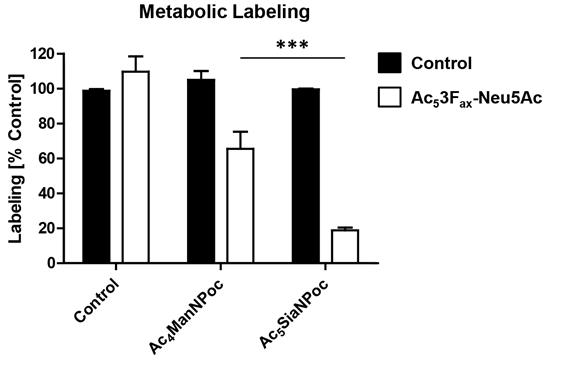 Metabolic Labeling
***
Control
Ac₅3Fₐₓ-Neu5Ac
Labeling [% Control]
120
100
80
60
40
20
0
Control
Ac₄ManNPoc
Ac₅SiaNPoc